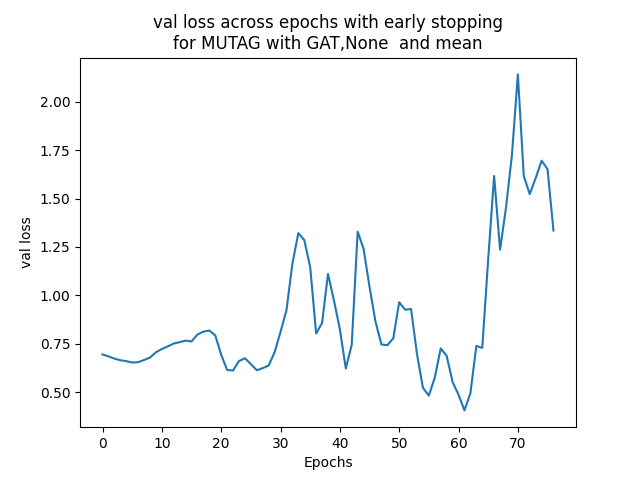 val loss across epochs with early stopping
for MUTAG with GAT,None  and mean
2.00
1.75
1.50
1.25
1.00
0.75
0.50
val loss
0 10 20 30 40 50 60 70
Epochs